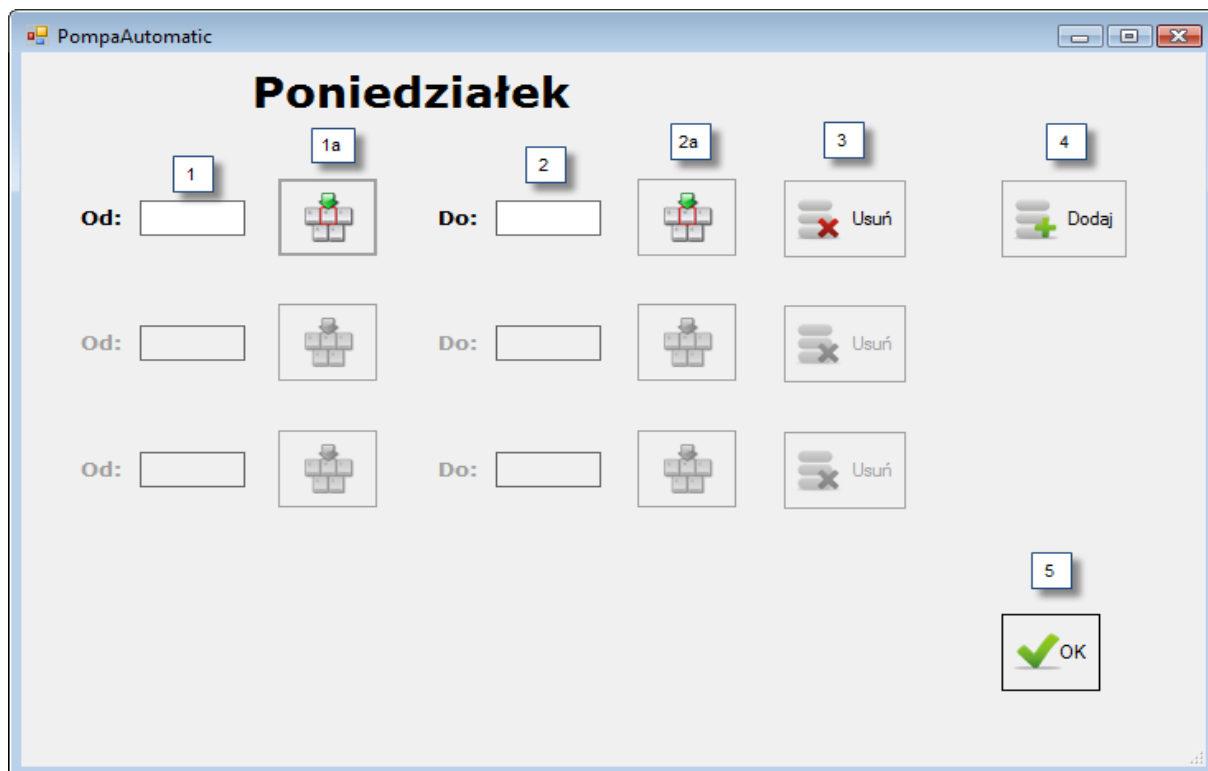 PompaAutomatic
Poniedziałek
1 1a 2 2a 3 4
Od: Do: Usuń Dodaj
Od: Do: Usuń
Od: Do: Usuń
5
OK